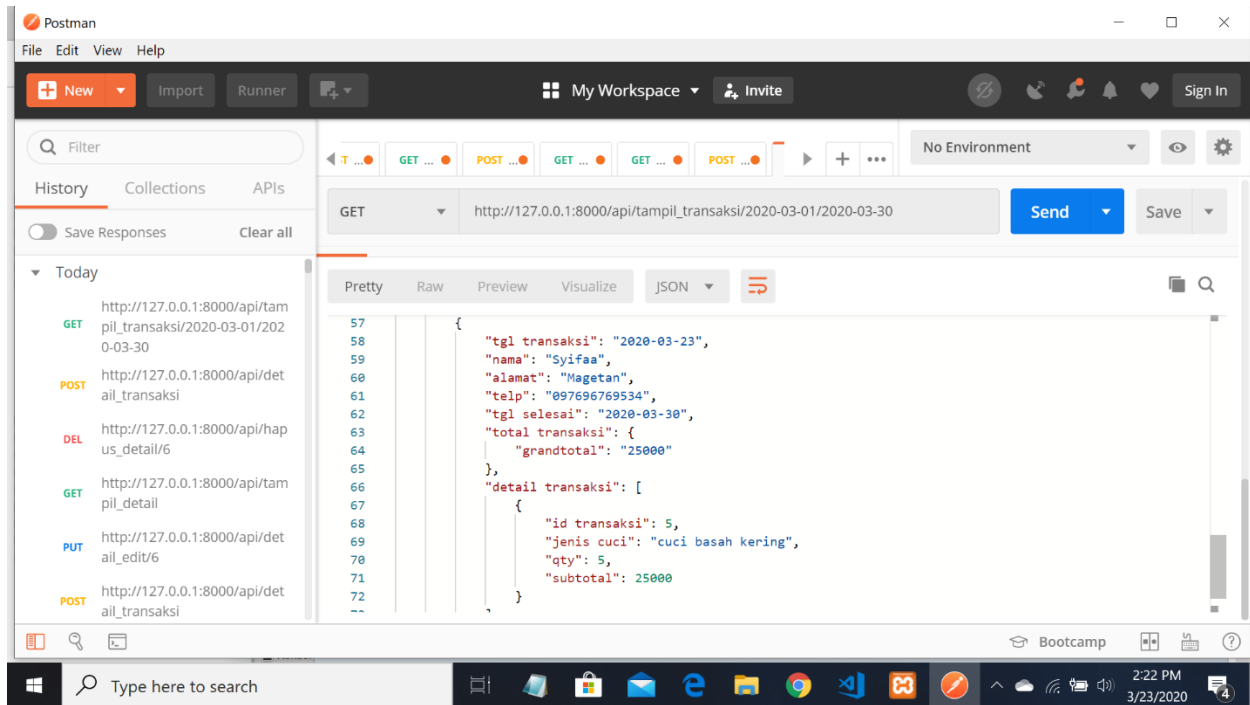 Postman
File Edit View Help
New Import Runner My Workspace Invite Sign In
Filter
History Collections APIs
Save Responses Clear all
Today
GET http://127.0.0.1:8000/api/tam
pil_transaksi/2020-03-01/202
0-03-30
POST http://127.0.0.1:8000/api/det
ail_transaksi
DEL http://127.0.0.1:8000/api/hap
us_detail/6
GET http://127.0.0.1:8000/api/tam
pil_detail
PUT http://127.0.0.1:8000/api/det
ail_edit/6
POST http://127.0.0.1:8000/api/det
ail_transaksi
T ... GET ... POST ... GET ... GET ... POST ... + ••• No Environment
GET http://127.0.0.1:8000/api/tampil_transaksi/2020-03-01/2020-03-30 Send Save
Pretty Raw Preview Visualize JSON
57 {
58 "tgl transaksi": "2020-03-23",
59 "nama": "Syifaa",
60 "alamat": "Magetan",
61 "telp": "097696769534",
62 "tgl selesai": "2020-03-30",
63 "total transaksi": {
64 "grandtotal": "25000"
65 },
66 "detail transaksi": [
67 {
68 "id transaksi": 5,
69 "jenis cuci": "cuci basah kering",
70 "qty": 5,
71 "subtotal": 25000
72 }
Bootcamp
Type here to search
2:22 PM
3/23/2020
4